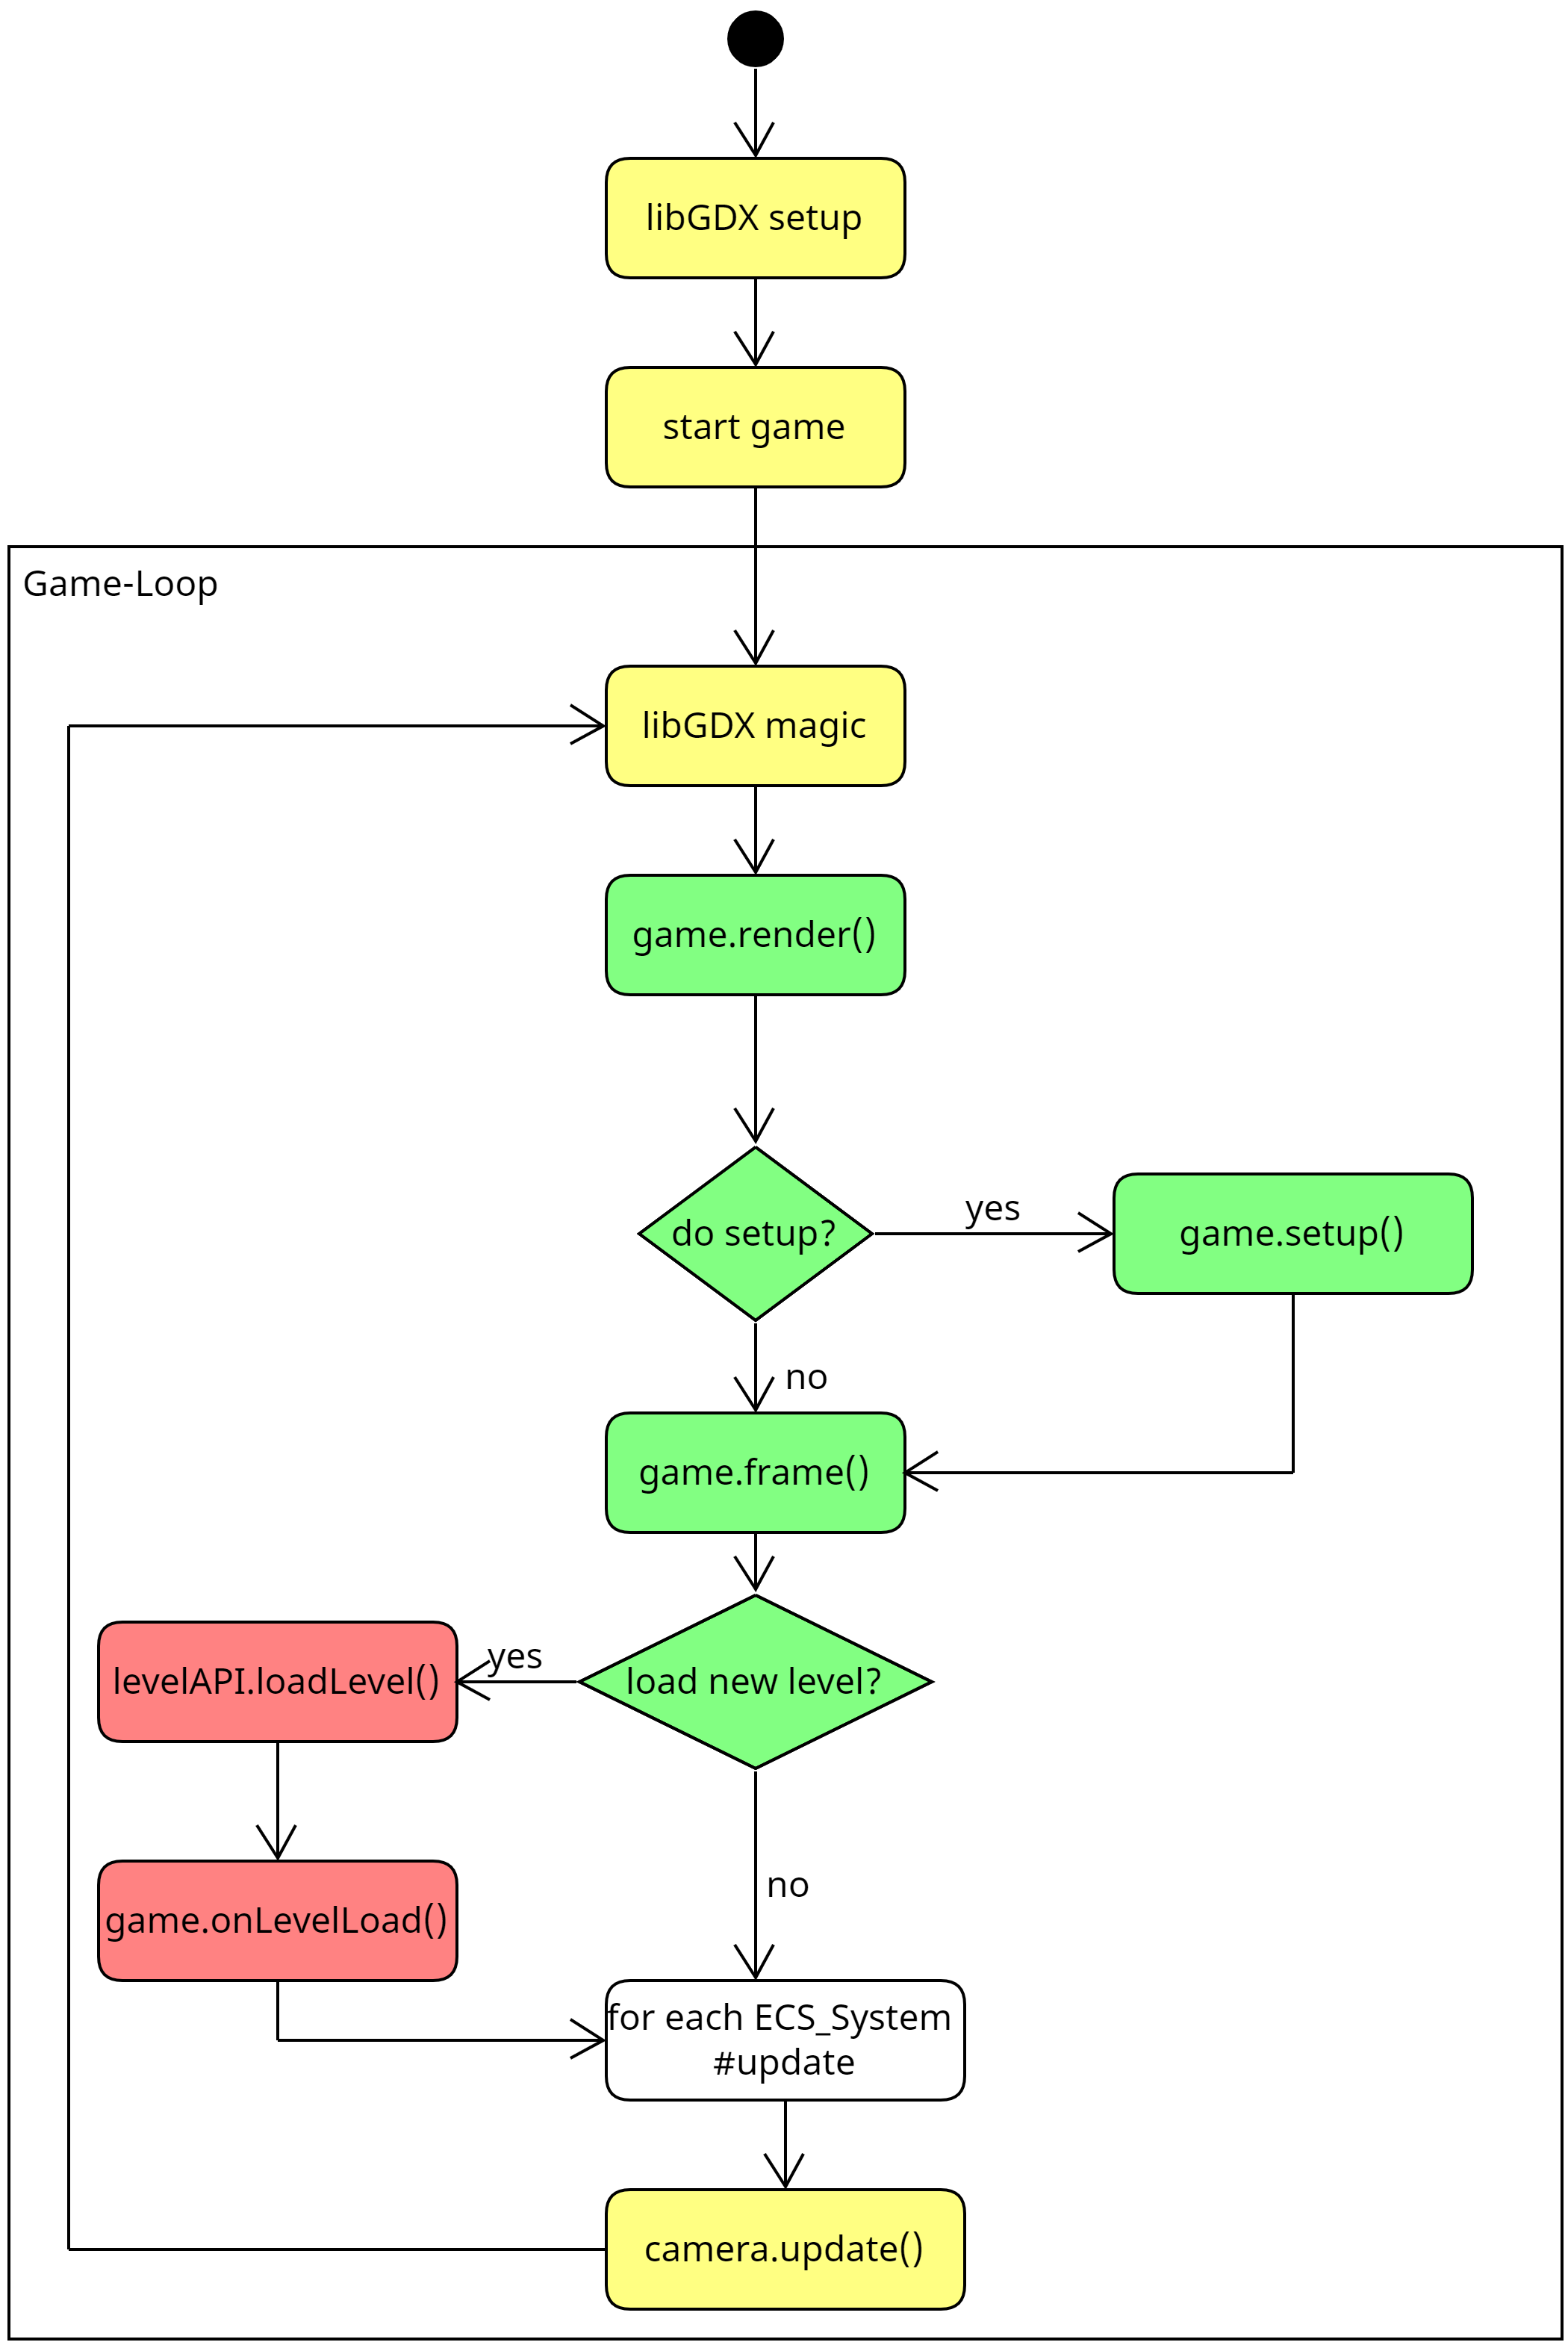 libGDX setup
start game
Game-Loop
libGDX magic
game.render()
do setup?
yes
game.setup()
no
game.frame()
load new level?
yes
levelAPI.loadLevel()
no
game.onLevelLoad()
for each ECS_System
#update
camera.update()